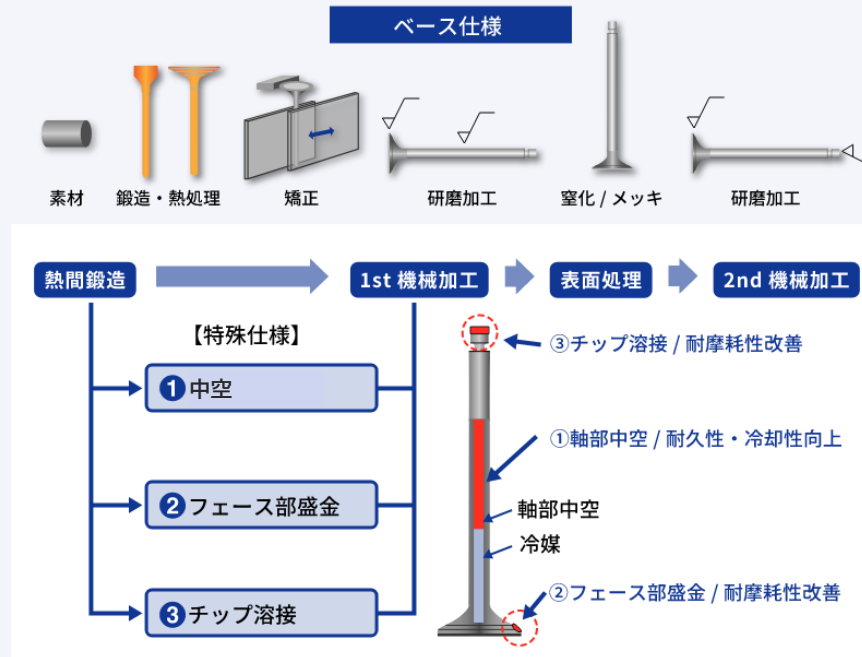 ベース仕様
素材
鍛造・熱処理
矯正
研磨加工
窒化 / メッキ
研磨加工
熱間鍛造
1st 機械加工
表面処理
2nd 機械加工
【特殊仕様】
❶中空
❷フェース部盛金
❸チップ溶接
③チップ溶接 / 耐摩耗性改善
①軸部中空 / 耐久性・冷却性向上
軸部中空
冷媒
②フェース部盛金 / 耐摩耗性改善